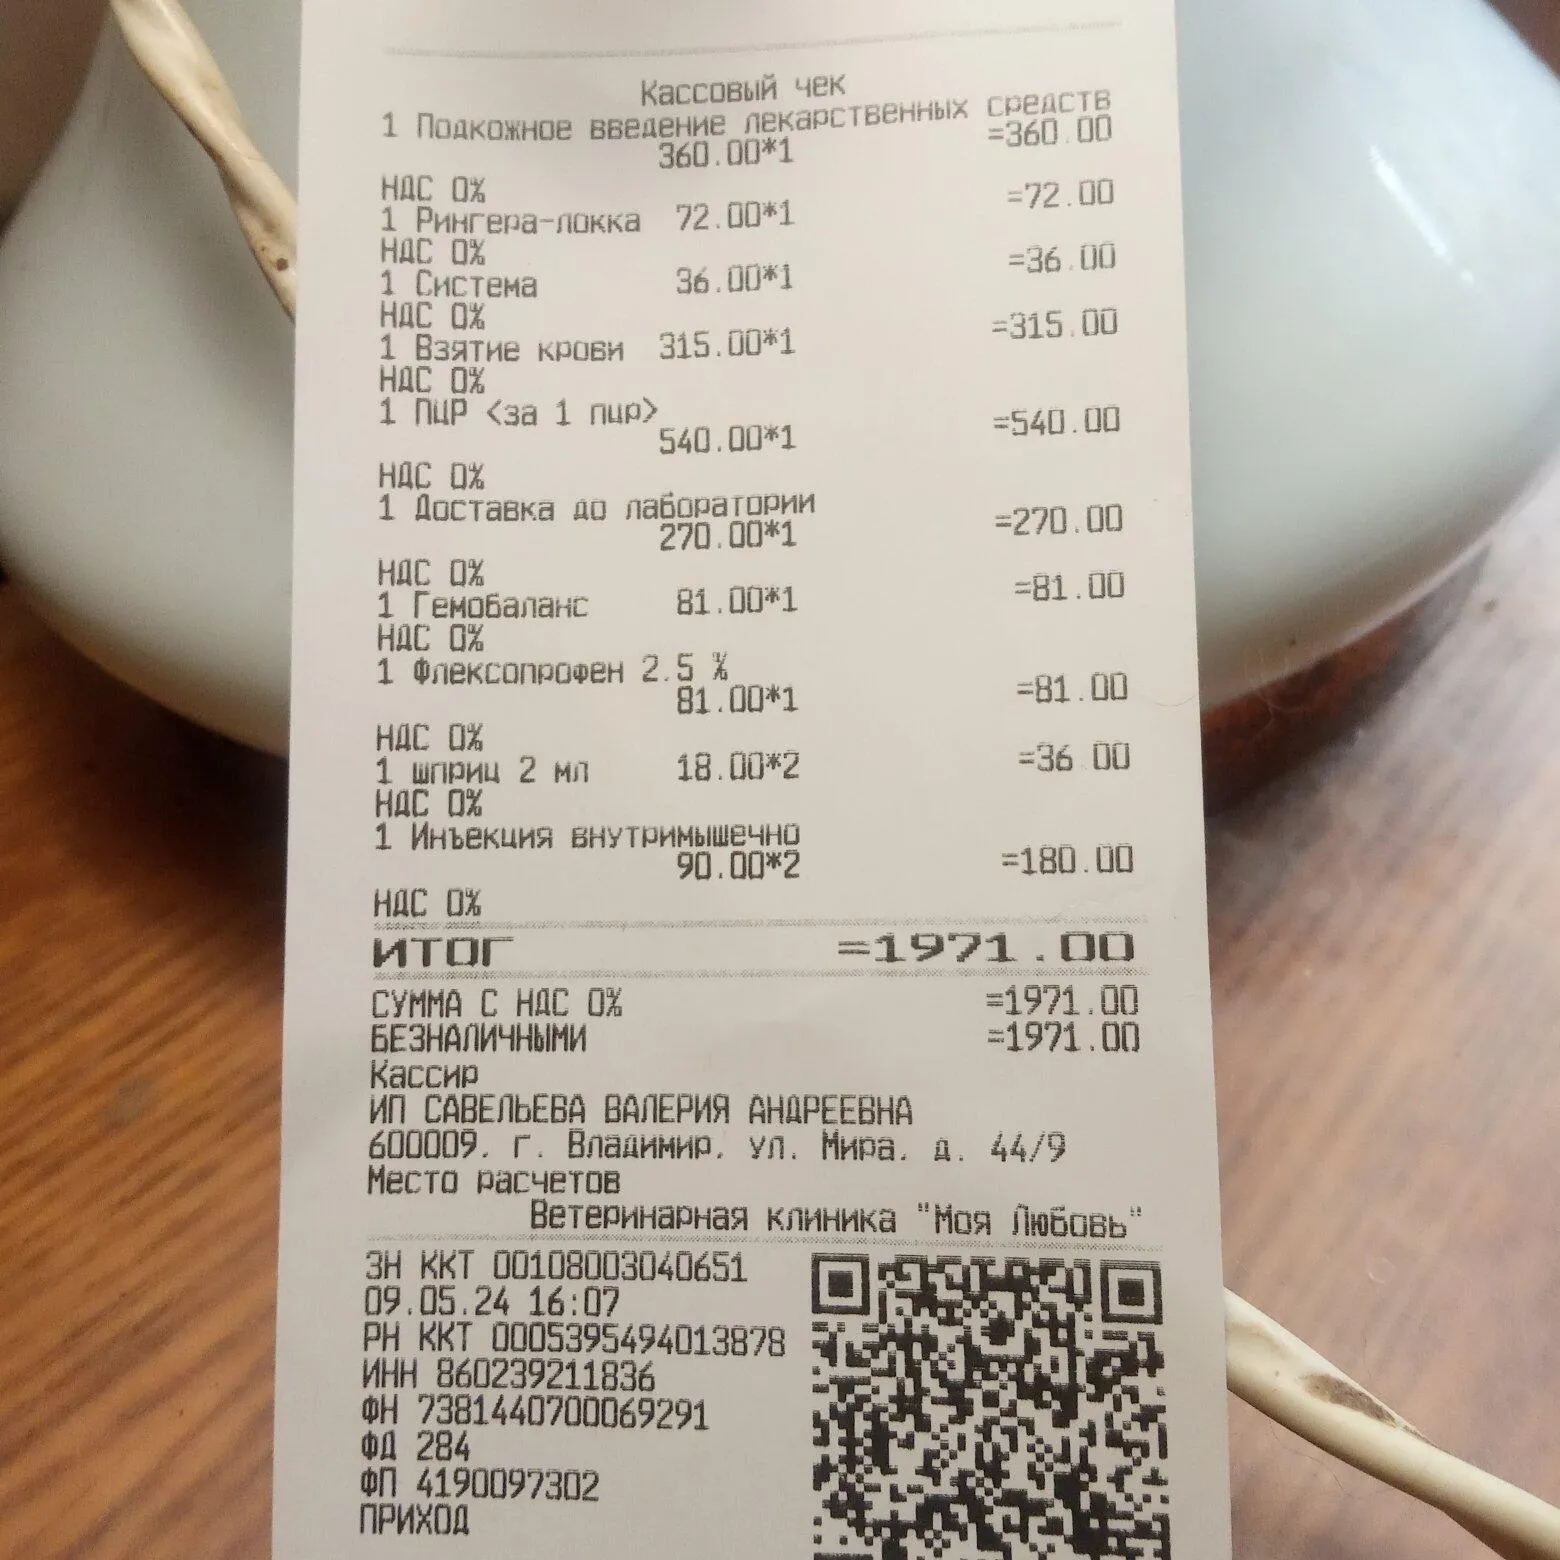 Кассовый чек
1 Подкожное введение лекарственных средств
360.00*1 =360.00
НДС 0%
1 Рингера-локка 72.00*1 =72.00
НДС 0%
1 Система 36.00*1 =36.00
НДС 0%
1 Взятие крови 315.00*1 =315.00
НДС 0%
1 ПЦР <за 1 пцр>
540.00*1 =540.00
НДС 0%
1 Доставка до лаборатории
270.00*1 =270.00
НДС 0%
1 Гемобаланс 81.00*1 =81.00
НДС 0%
1 Флексопрофен 2.5 %
81.00*1 =81.00
НДС 0%
1 шприц 2 мл 18.00*2 =36.00
НДС 0%
1 Инъекция внутримышечно
90.00*2 =180.00
НДС 0%
ИТОГ =1971.00
СУММА С НДС 0% =1971.00
БЕЗНАЛИЧНЫМИ =1971.00
Кассир
ИП САВЕЛЬЕВА ВАЛЕРИЯ АНДРЕЕВНА
600009, г. Владимир, ул. Мира, д. 44/9
Место расчетов
Ветеринарная клиника "Моя Любовь"
ЗН ККТ 00108003040651
09.05.24 16:07
РН ККТ 0005395494013878
ИНН 860239211836
ФН 7381440700069291
ФД 284
ФП 4190097302
ПРИХОД